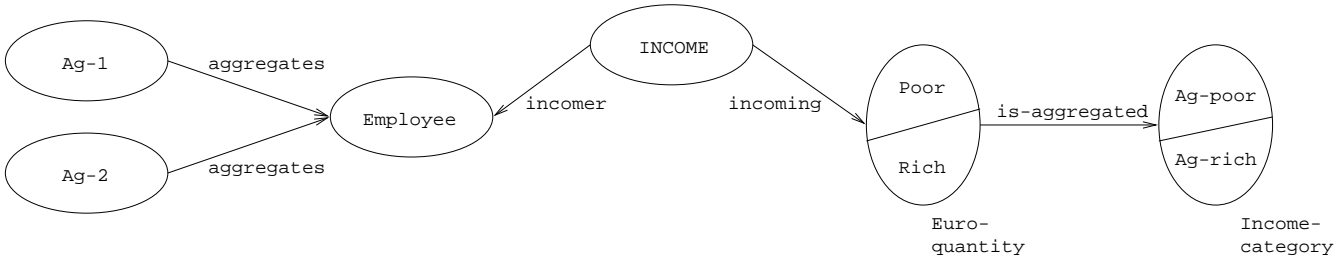 Ag-1
aggregates
INCOME
Employee
incomer
incoming
Poor
Rich
is-aggregated
Ag-poor
Ag-rich
Ag-2
aggregates
Euro-
quantity
Income-
category